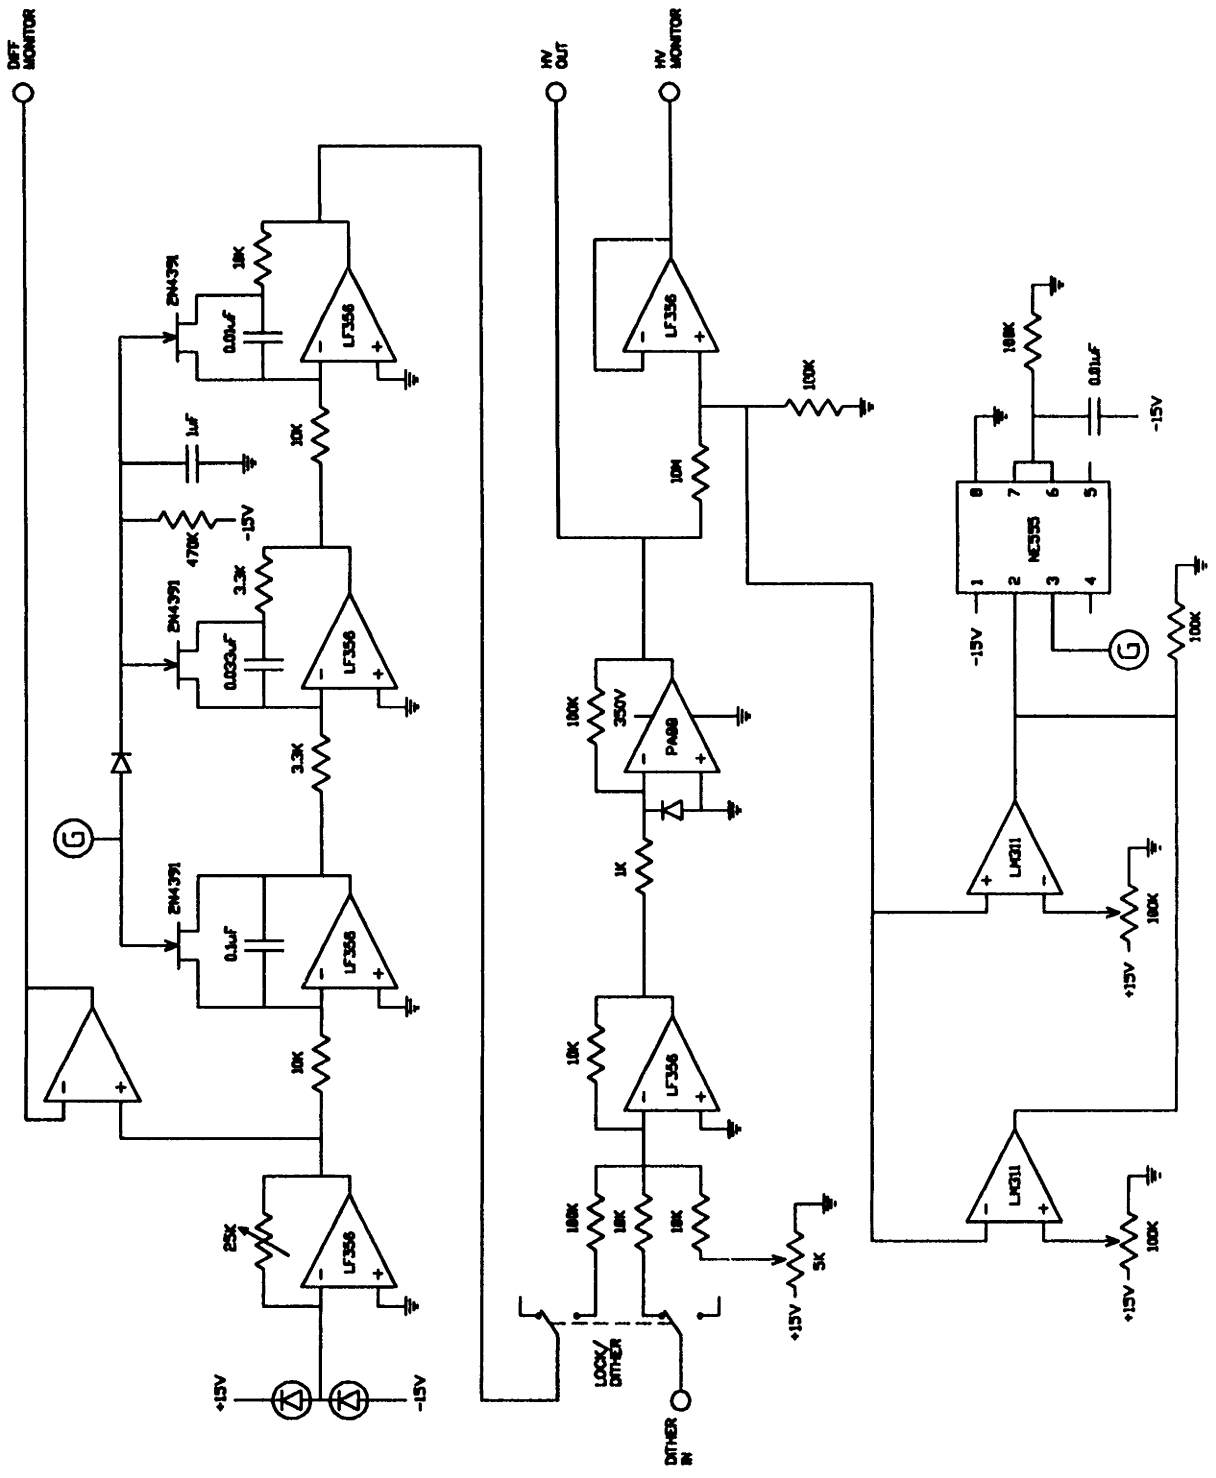 DIFF
MONITOR
G
2N4391
2N4391
2N4391
470K
-15V
1uF
25K
+15V
-15V
LF356
10K
0.1uF
LF356
3.3K
0.033uF
3.3K
LF356
10K
0.01uF
10K
LF356
LOCK/
DITHER
DITHER
IN
100K
10K
10K
+15V
5K
10K
LF356
1K
100K
350V
PA88
HV
OUT
10M
LF356
HV
MONITOR
100K
LM311
+15V
100K
LM311
+15V
100K
100K
-15V
G
1
2
3
4
NE555
8
7
6
5
100K
0.01uF
-15V